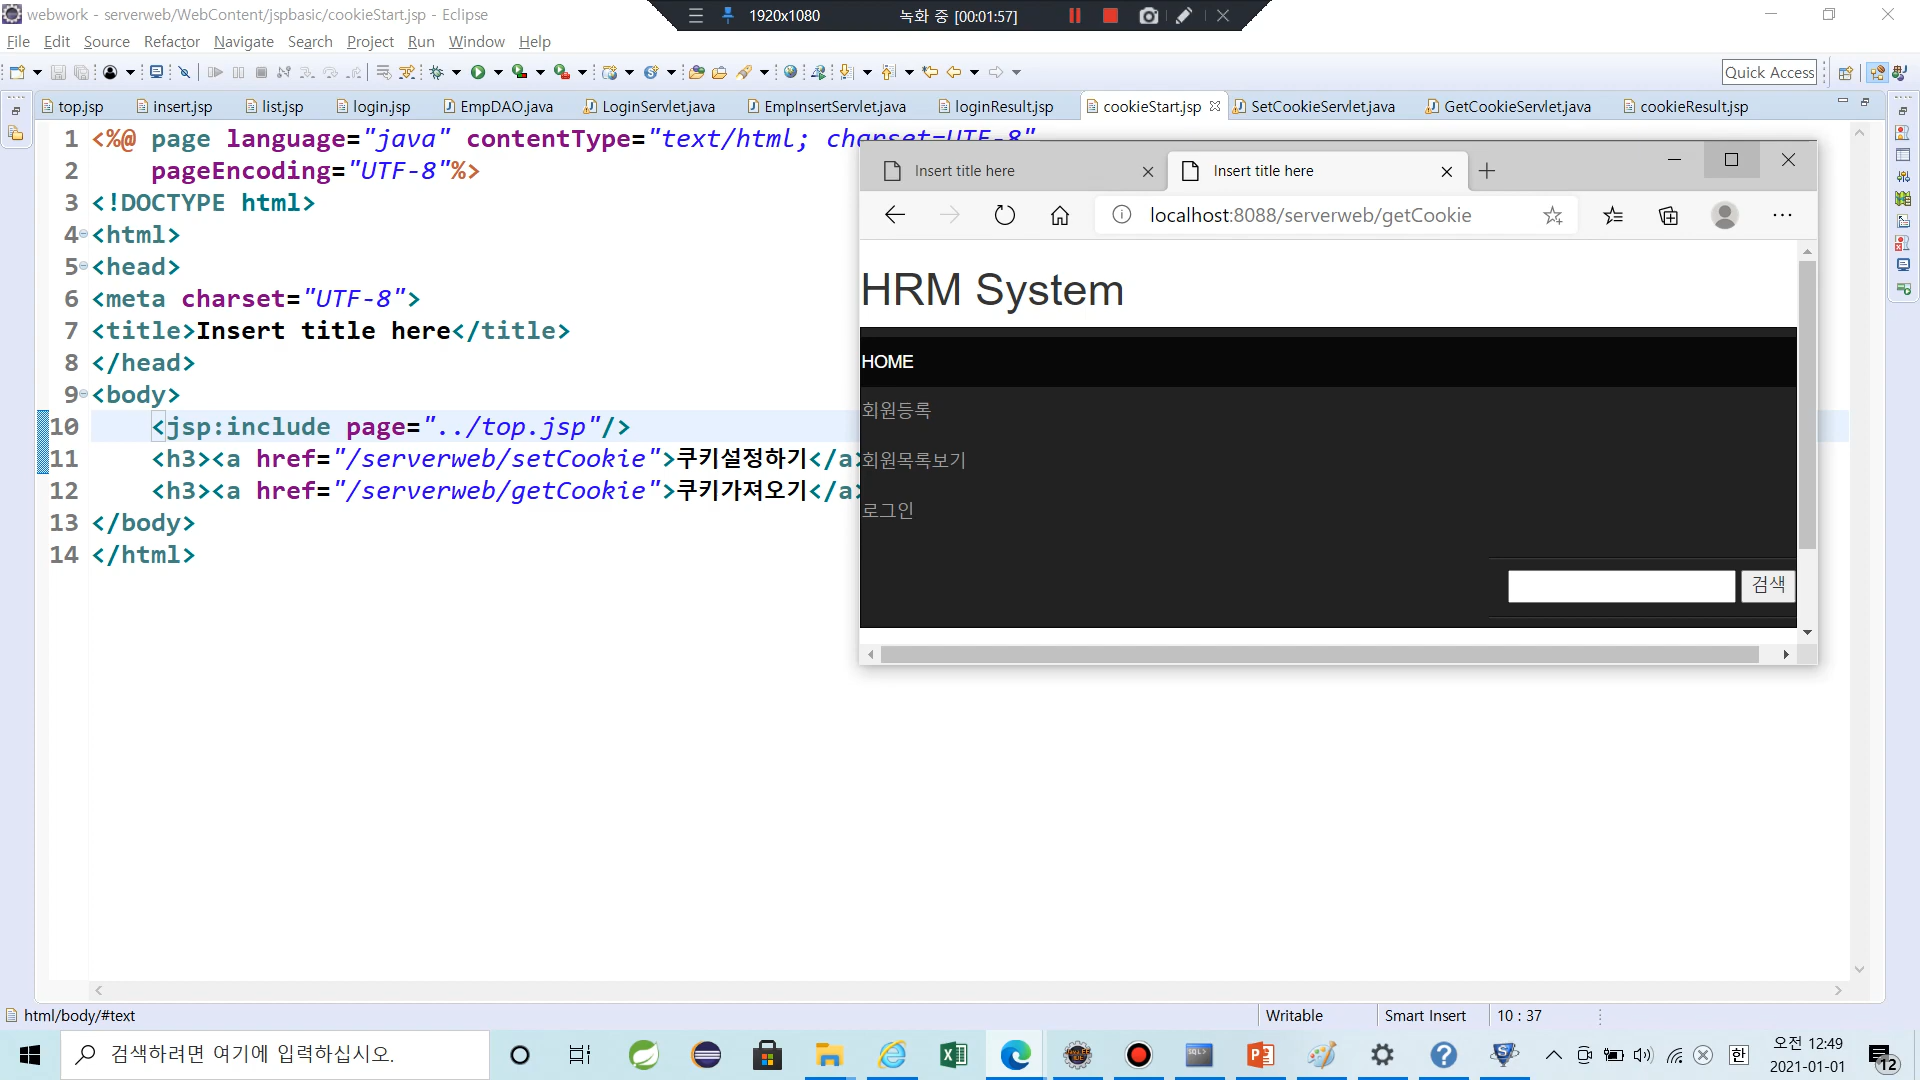 webwork - serverweb/WebContent/jspbasic/cookieStart.jsp - Eclipse
1920x1080 녹화 중 [00:01:57]
File Edit Source Refactor Navigate Search Project Run Window Help
Quick Access
top.jsp insert.jsp list.jsp login.jsp EmpDAO.java LoginServlet.java EmpInsertServlet.java loginResult.jsp cookieStart.jsp SetCookieServlet.java GetCookieServlet.java cookieResult.jsp
1 <%@ page language="java" contentType="text/html; charset=UTF-8"
2 pageEncoding="UTF-8"%>
3 <!DOCTYPE html>
4 <html>
5 <head>
6 <meta charset="UTF-8">
7 <title>Insert title here</title>
8 </head>
9 <body>
10 <jsp:include page="../top.jsp"/>
11 <h3><a href="/serverweb/setCookie">쿠키설정하기</a>
12 <h3><a href="/serverweb/getCookie">쿠키가져오기</a>
13 </body>
14 </html>
Insert title here Insert title here
localhost:8088/serverweb/getCookie
HRM System
HOME
회원등록
회원목록보기
로그인
검색
html/body/#text Writable Smart Insert 10 : 37
검색하려면 여기에 입력하십시오.
한
오전 12:49
2021-01-01
12